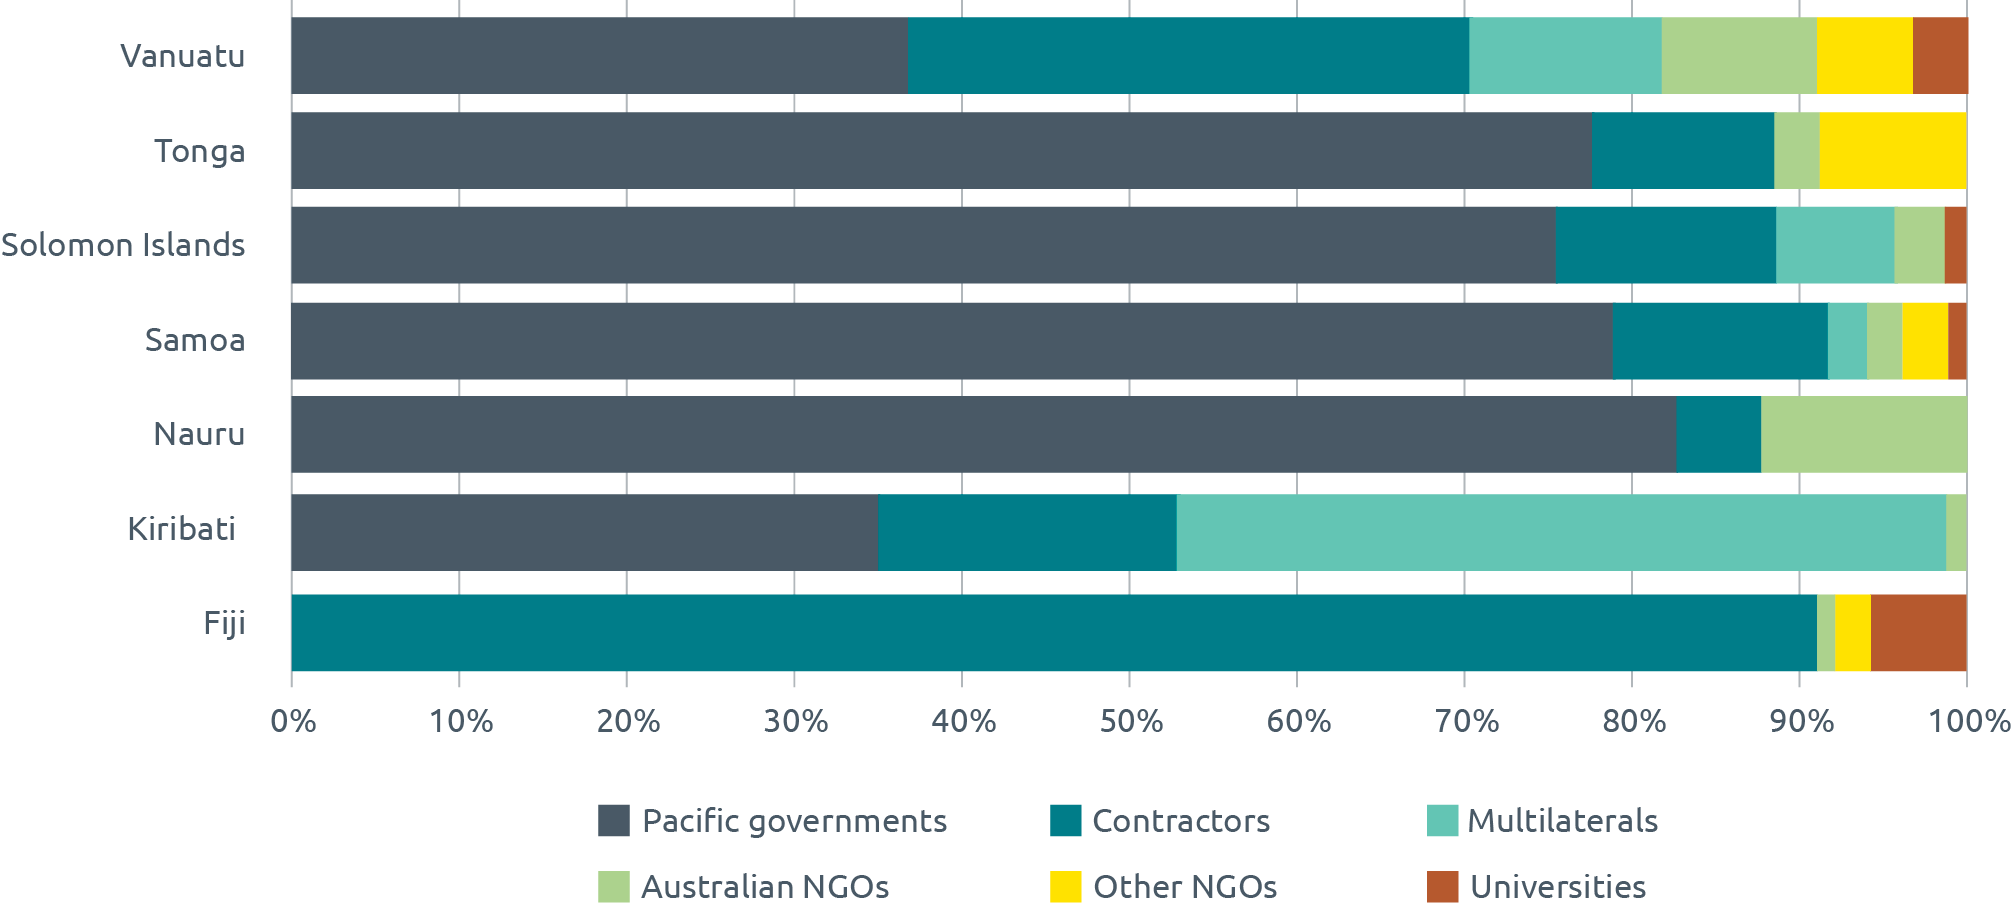 Vanuatu
Tonga
Solomon Islands
Samoa
Nauru
Kiribati
Fiji
0% 10% 20% 30% 40% 50% 60% 70% 80% 90% 100%
Pacific governments Contractors Multilaterals
Australian NGOs Other NGOs Universities